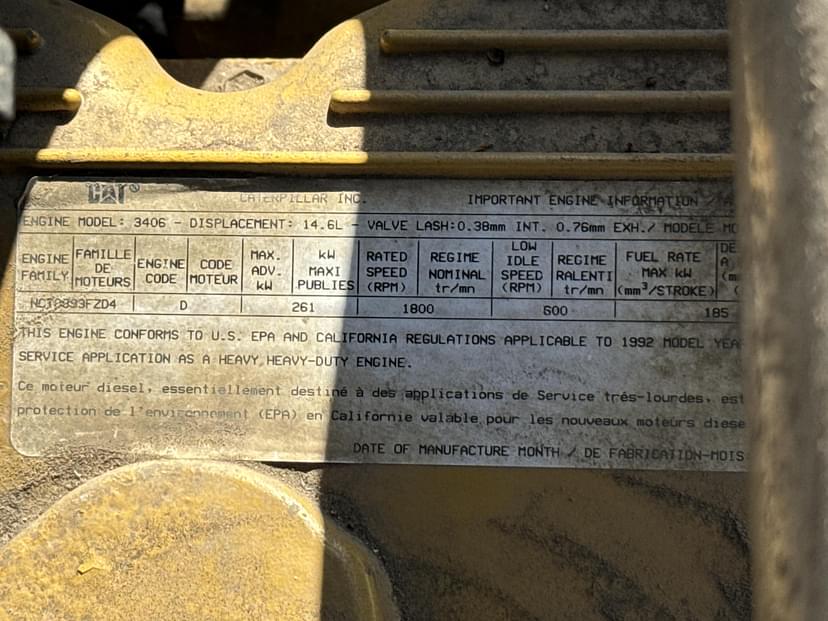 CAT® CATERPILLAR INC. IMPORTANT ENGINE INFORMATION
ENGINE MODEL: 3406 - DISPLACEMENT: 14.6L - VALVE LASH:0.38mm INT. 0.76mm EXH./ MODÈLE
ENGINE FAMILY FAMILLE DE MOTEURS ENGINE CODE CODE MOTEUR MAX. ADV. kW kW MAXI PUBLIES RATED SPEED (RPM) REGIME NOMINAL tr/mn LOW IDLE SPEED (RPM) REGIME RALENTI tr/mn FUEL RATE MAX kW (mm³/STROKE)
D 261 1800 600 185
THIS ENGINE CONFORMS TO U.S. EPA AND CALIFORNIA REGULATIONS APPLICABLE TO 1992 MODEL YEA
SERVICE APPLICATION AS A HEAVY HEAVY-DUTY ENGINE.
Ce moteur diesel, essentiellement destiné à des applications de Service trés-lourdes, est
protection de l'environnement (EPA) en Californie valable pour les nouveaux moteurs diese
DATE OF MANUFACTURE MONTH / DE FABRICATION-MOIS